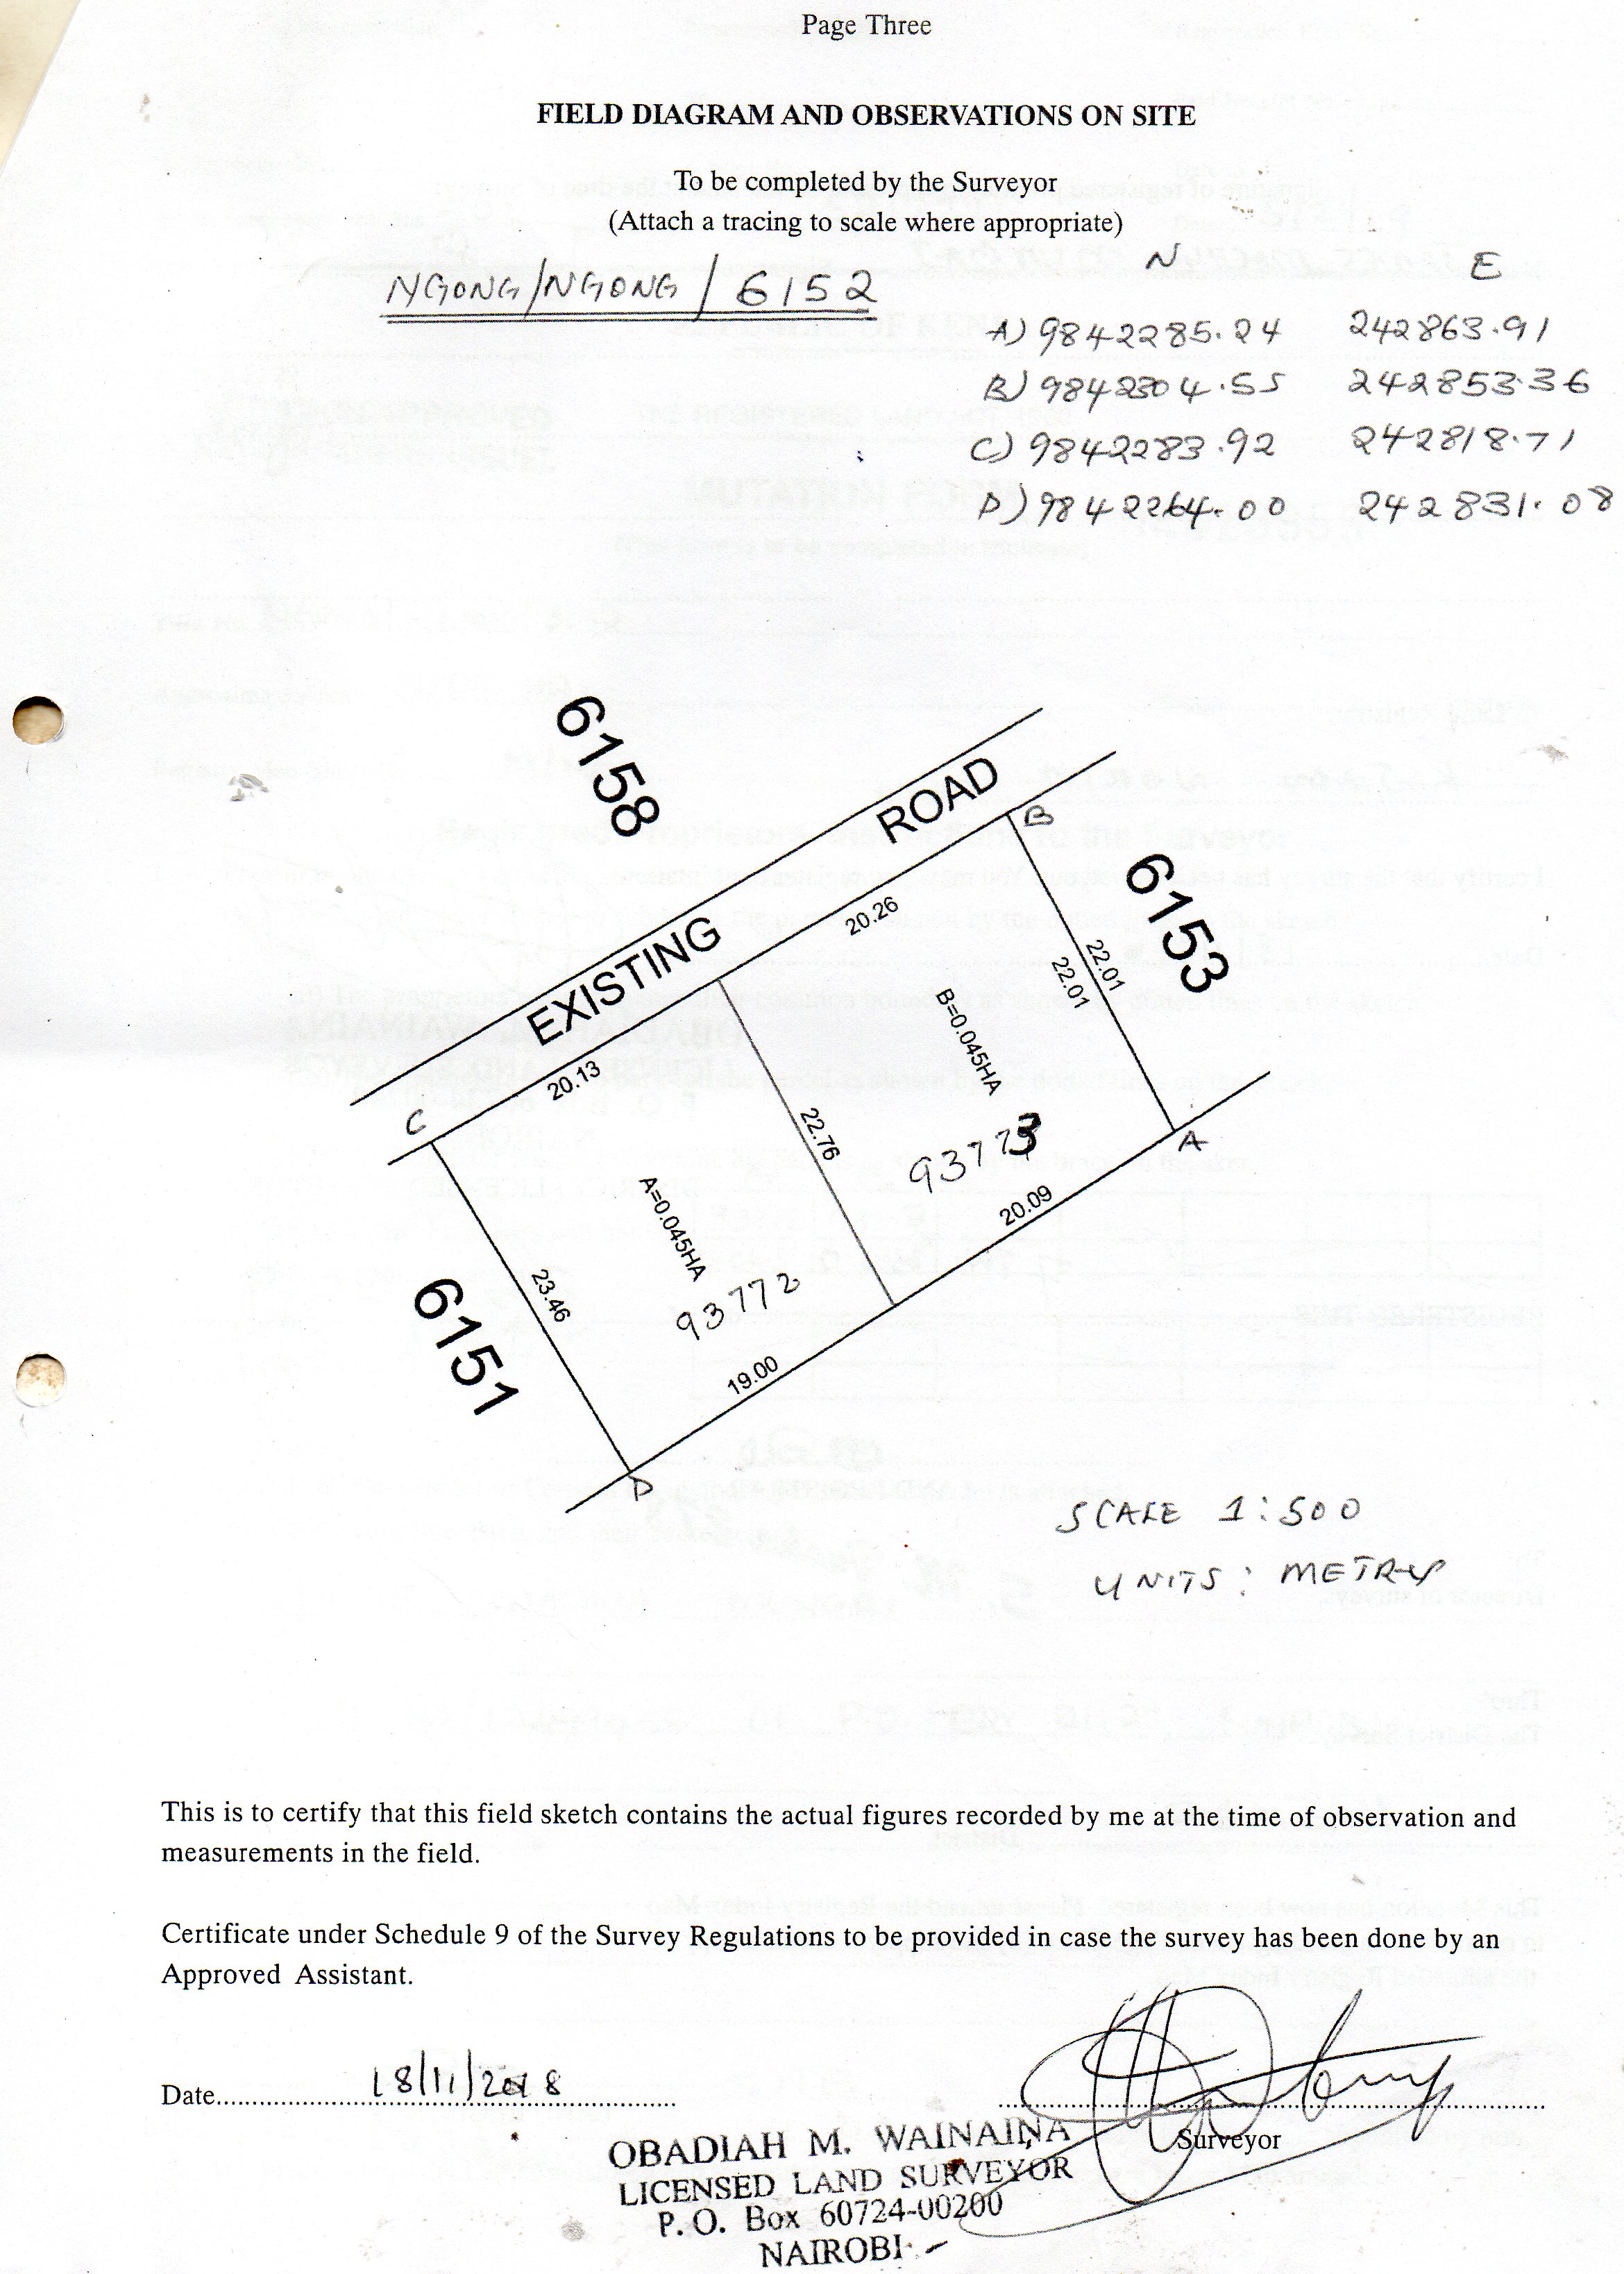 Page Three
FIELD DIAGRAM AND OBSERVATIONS ON SITE
To be completed by the Surveyor
(Attach a tracing to scale where appropriate)
NGONG/NGONG/6152
N E
A) 9842285.24 242863.91
B) 9842304.55 242853.36
C) 9842283.92 242818.71
D) 9842264.00 242831.08
6158
EXISTING ROAD
B
6153
20.26
22.01
22.01
20.13
C
B=0.045HA
22.76
93773
A
20.09
A=0.045HA
93772
23.46
6151
19.00
D
SCALE 1:500
UNITS: METRES
This is to certify that this field sketch contains the actual figures recorded by me at the time of observation and
measurements in the field.
Certificate under Schedule 9 of the Survey Regulations to be provided in case the survey has been done by an
Approved Assistant.
Date 18/11/2018
Surveyor
OBADIAH M. WAINAINA
LICENSED LAND SURVEYOR
P. O. Box 60724-00200
NAIROBI